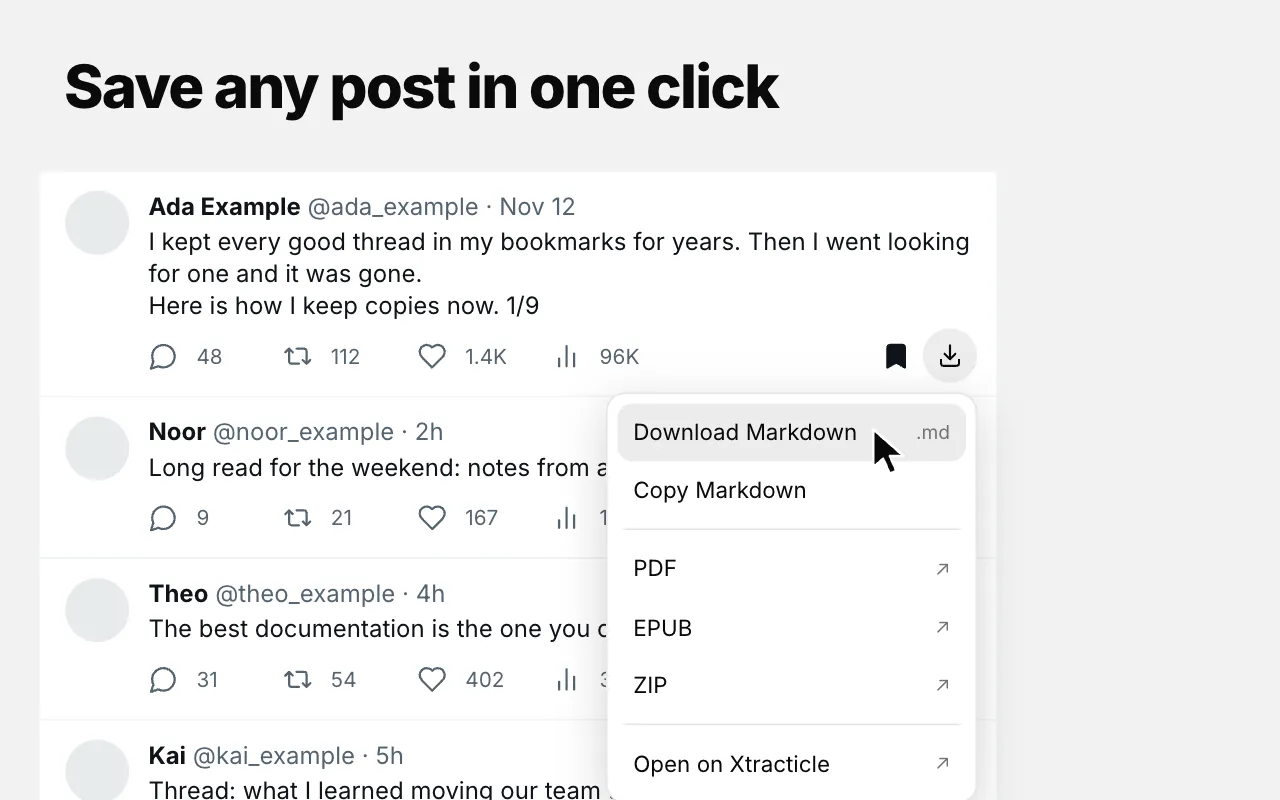 Save any post in one click
Ada Example @ada_example · Nov 12
I kept every good thread in my bookmarks for years. Then I went looking
for one and it was gone.
Here is how I keep copies now. 1/9
48 112 1.4K 96K
Download Markdown .md
Copy Markdown
PDF
EPUB
ZIP
Open on Xtracticle
Noor @noor_example · 2h
Long read for the weekend: notes from
9 21 167
Theo @theo_example · 4h
The best documentation is the one you
31 54 402
Kai @kai_example · 5h
Thread: what I learned moving our team